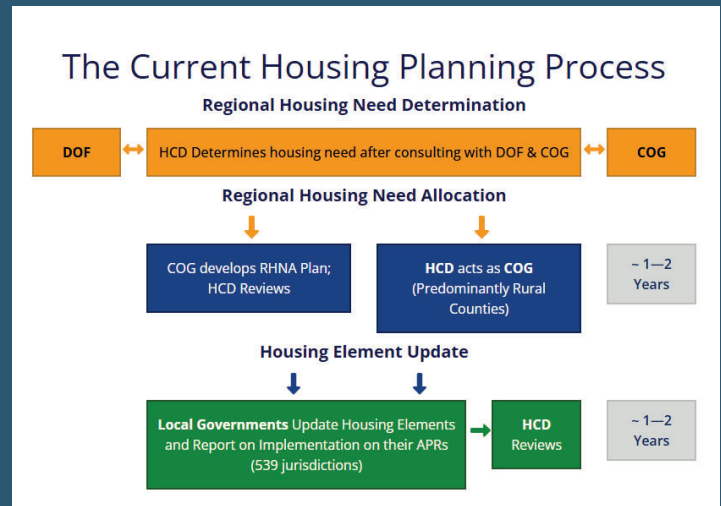 The Current Housing Planning Process
Regional Housing Need Determination
DOF
HCD Determines housing need after consulting with DOF & COG
COG
Regional Housing Need Allocation
COG develops RHNA Plan;
HCD Reviews
HCD acts as COG
(Predominantly Rural
Counties)
~ 1—2
Years
Housing Element Update
Local Governments Update Housing Elements
and Report on Implementation on their APRs
(539 jurisdictions)
HCD
Reviews
~ 1—2
Years